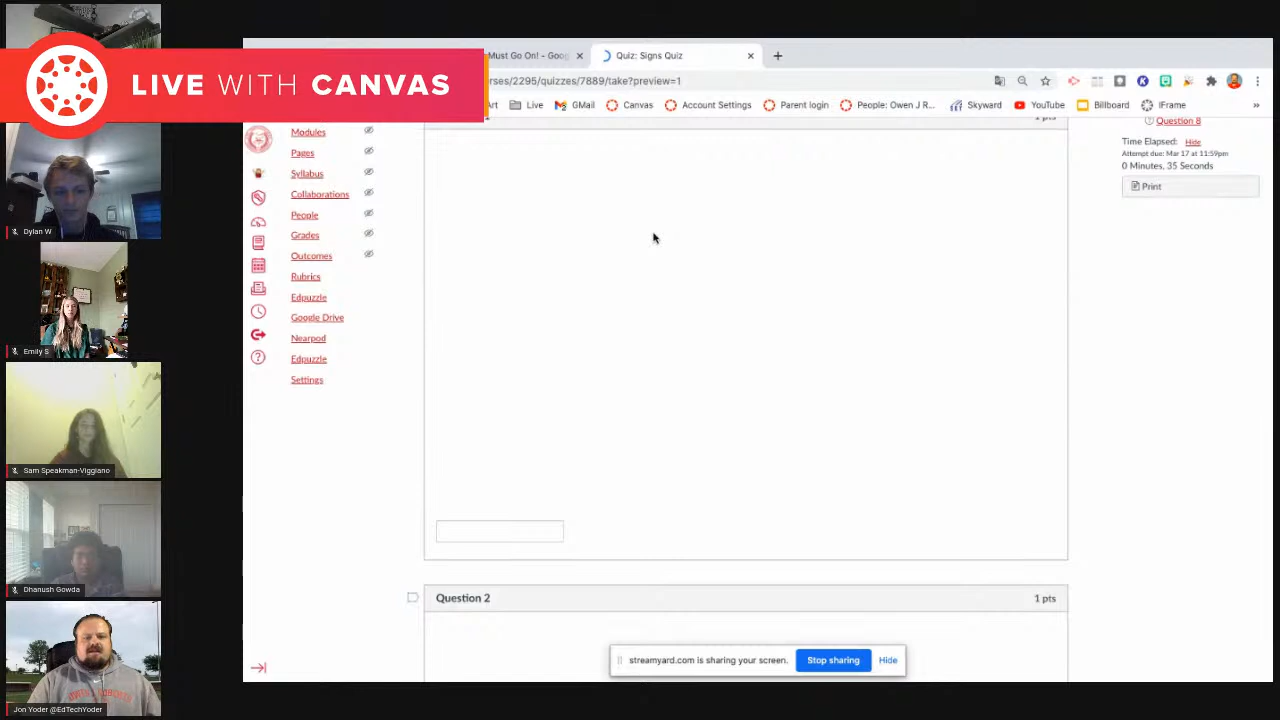 LIVE WITH CANVAS
Dylan W
Emily S
Sam Speakman-Viggiano
Dhanush Gowda
Jon Yoder @EdTechYoder
Must Go On! - Goog
Quiz: Signs Quiz
rses/2295/quizzes/7889/take?preview=1
Art
Live
GMail
Canvas
Account Settings
Parent login
People: Owen J R...
Skyward
YouTube
Billboard
IFrame
»
Modules
Pages
Syllabus
Collaborations
People
Grades
Outcomes
Rubrics
Edpuzzle
Google Drive
Nearpod
Edpuzzle
Settings
1 pts
Question 2
1 pts
Question 8
Time Elapsed: Hide
Attempt due: Mar 17 at 11:59pm
0 Minutes, 35 Seconds
Print
streamyard.com is sharing your screen. Stop sharing Hide